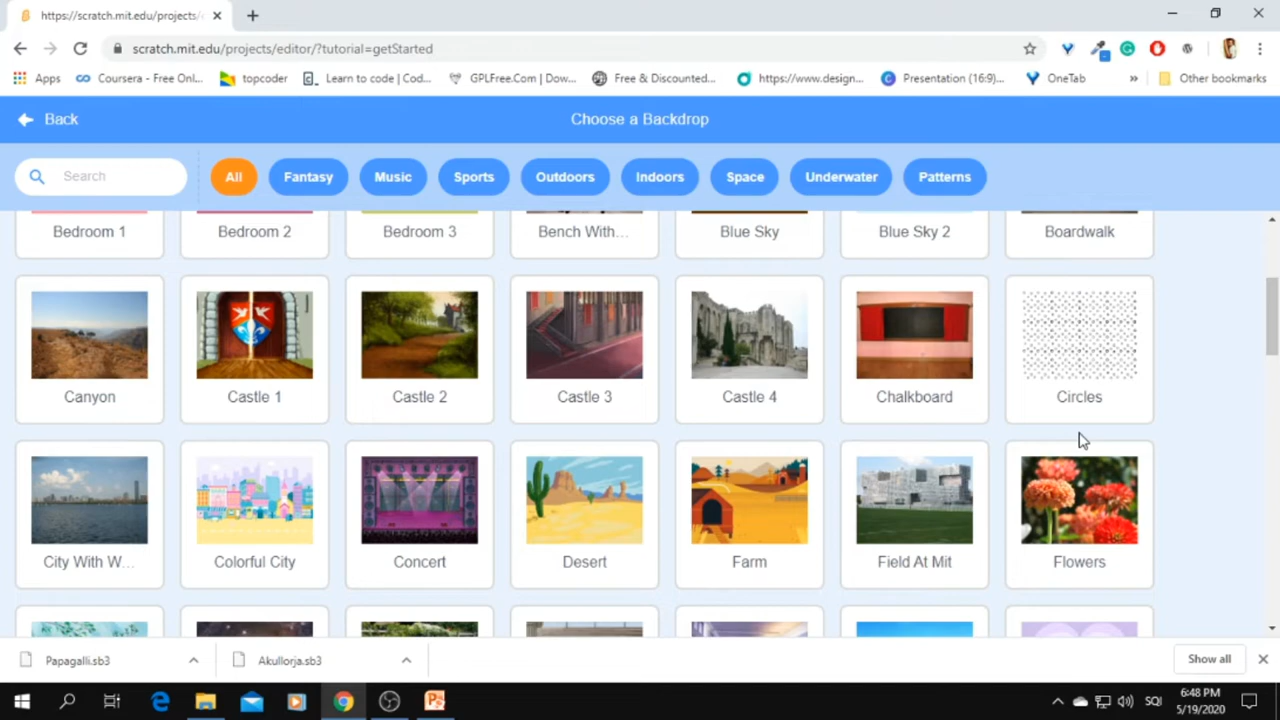 https://scratch.mit.edu/projects/
scratch.mit.edu/projects/editor/?tutorial=getStarted
Apps
Coursera - Free Onl...
topcoder
Learn to code | Cod...
GPLFree.Com | Dow...
Free & Discounted...
https://www.design...
Presentation (16:9)...
OneTab
»
Other bookmarks
Back
Choose a Backdrop
Search
All
Fantasy
Music
Sports
Outdoors
Indoors
Space
Underwater
Patterns
Bedroom 1
Bedroom 2
Bedroom 3
Bench With...
Blue Sky
Blue Sky 2
Boardwalk
Canyon
Castle 1
Castle 2
Castle 3
Castle 4
Chalkboard
Circles
City With W...
Colorful City
Concert
Desert
Farm
Field At Mit
Flowers
Papagalli.sb3
Akullorja.sb3
Show all
SQI
6:48 PM
5/19/2020